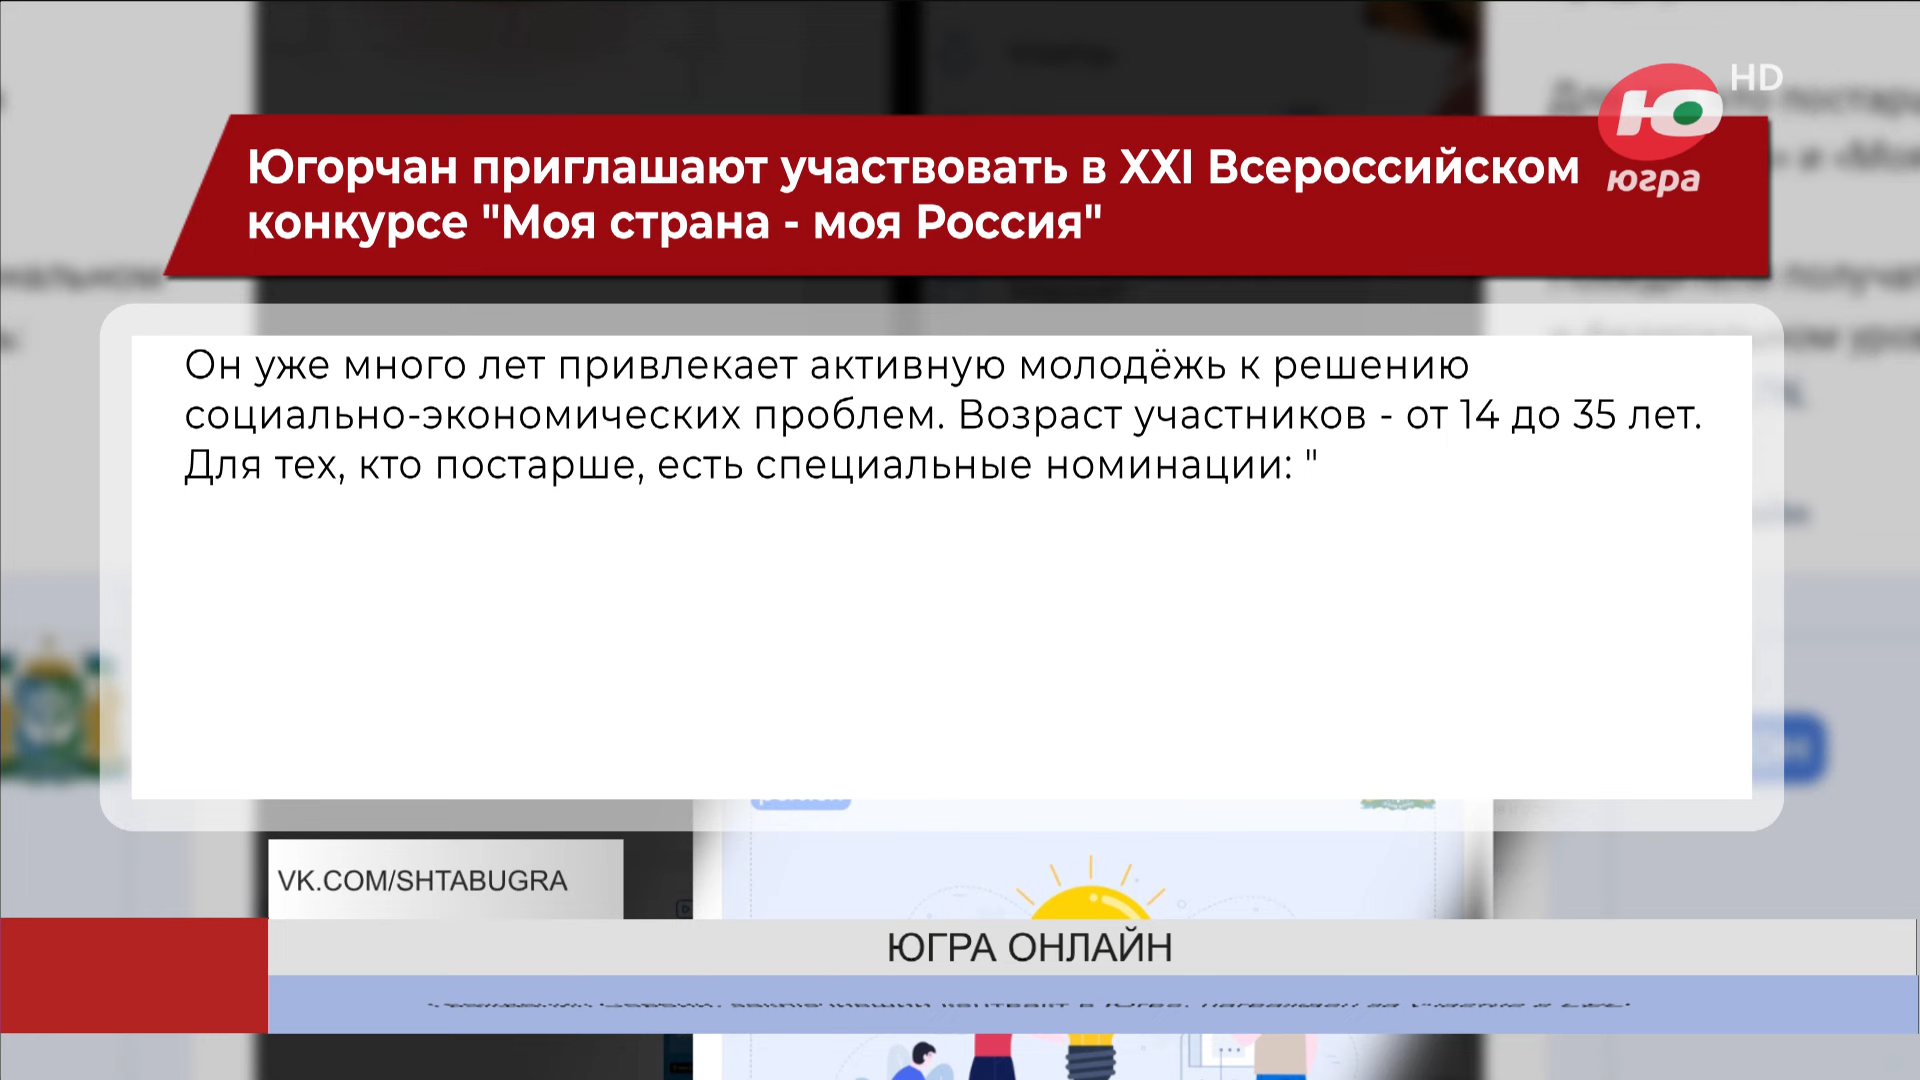 HD
югра
Югорчан приглашают участвовать в XXI Всероссийском
конкурсе "Моя страна - моя Россия"
Он уже много лет привлекает активную молодёжь к решению
социально-экономических проблем. Возраст участников - от 14 до 35 лет.
Для тех, кто постарше, есть специальные номинации: "
VK.COM/SHTABUGRA
ЮГРА ОНЛАЙН